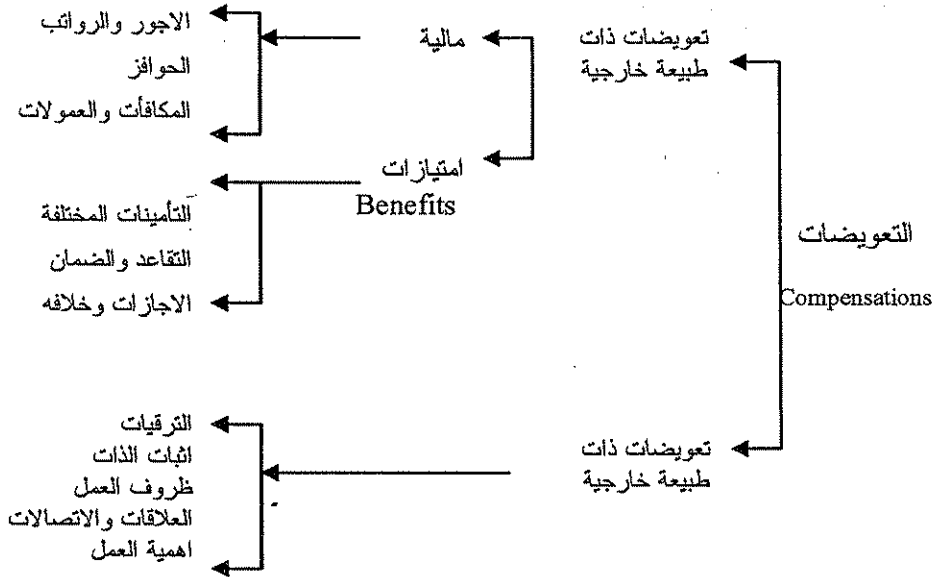 التعويضات
Compensations
تعويضات ذات
طبيعة خارجية
مالية
الاجور والرواتب
الحوافز
المكافأت والعمولات
امتيازات
Benefits
التأمينات المختلفة
التقاعد والضمان
الاجازات وخلافه
تعويضات ذات
طبيعة خارجية
الترقيات
اثبات الذات
ظروف العمل
العلاقات والاتصالات
اهمية العمل